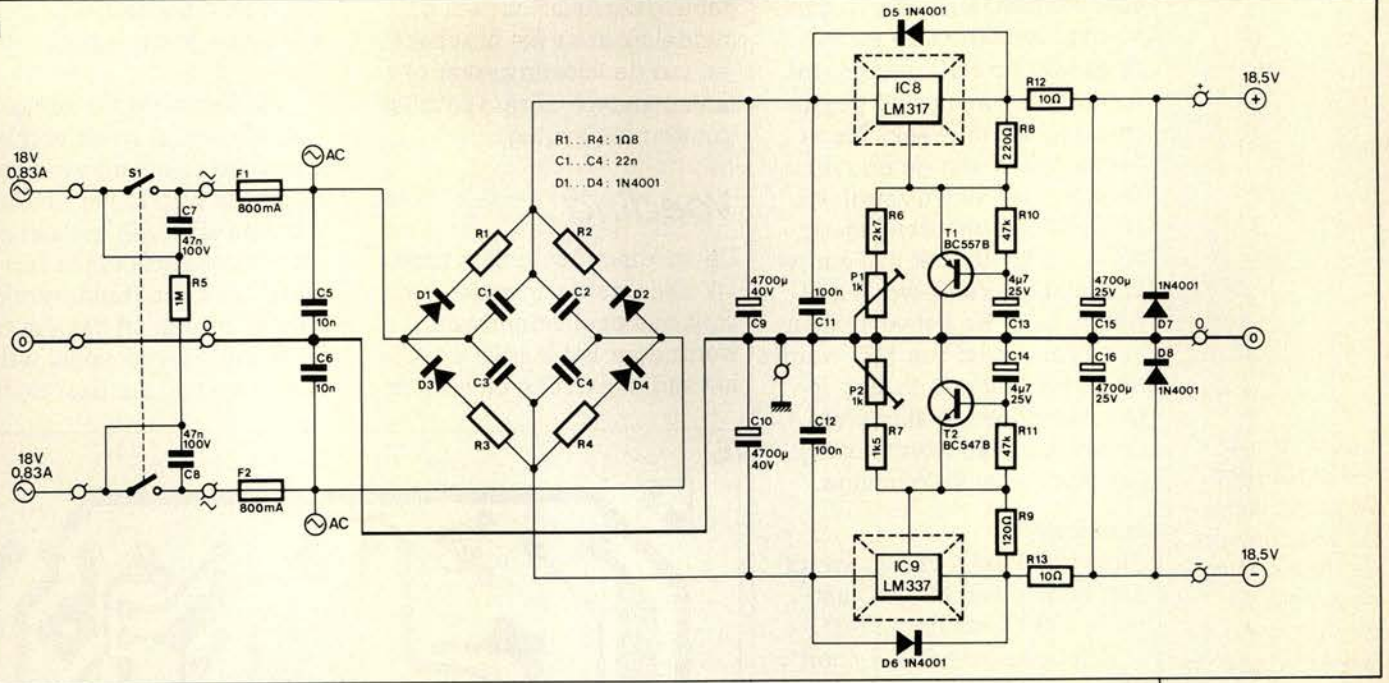 D5 1N4001
IC8
LM317
R12
10Ω
+
18,5V
+
R8
220Ω
R1...R4: 1Ω8
C1...C4: 22n
D1...D4: 1N4001
18V
0.83A
S1
~
F1
800mA
AC
C7
47n
100V
R5
1M
C5
10n
C6
10n
0
0
0
47n
100V
C8
18V
0.83A
~
F2
800mA
AC
R1
R2
D1
C1
C2
D2
D3
C3
C4
D4
R3
R4
4700µ
40V
C9
100n
C11
R6
2k7
P1
1k
T1
BC557B
R10
47k
4µ7
25V
C13
4700µ
25V
C15
1N4001
D7
0
0
C10
4700µ
40V
C12
100n
P2
1k
R7
1k5
T2
BC547B
C14
4µ7
25V
R11
47k
C16
4700µ
25V
D8
1N4001
R9
120Ω
IC9
LM337
R13
10Ω
–
18,5V
–
D6 1N4001